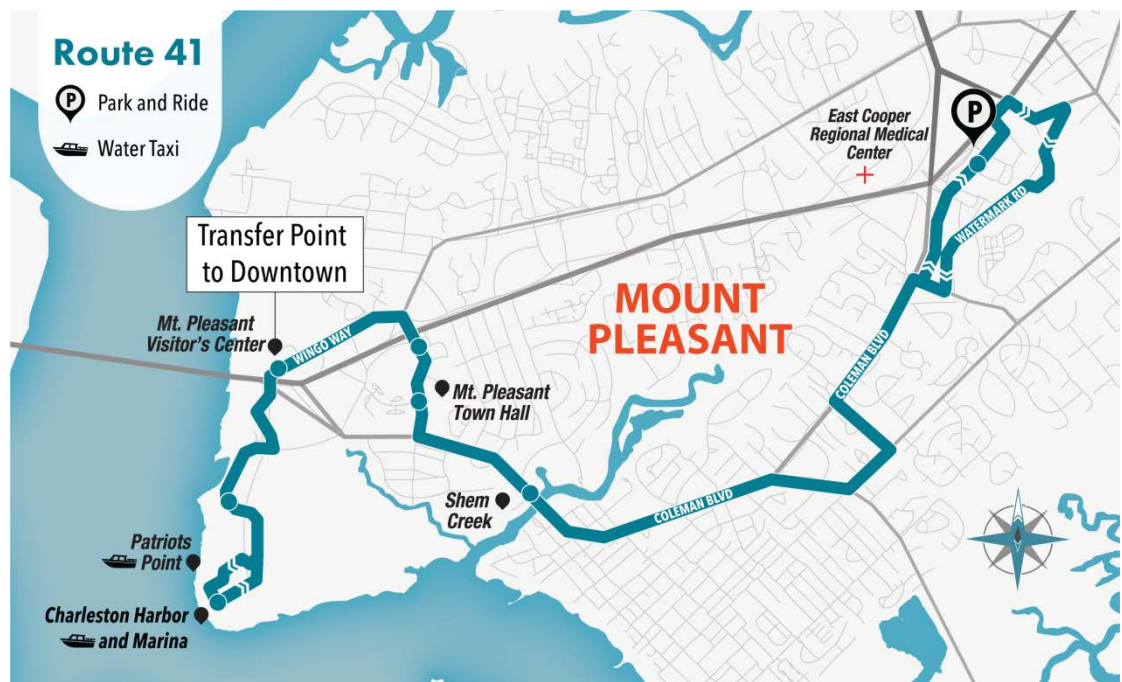 Route 41
P
Park and Ride
Water Taxi
P
East Cooper
Regional Medical
Center
WATERMARK RD
Transfer Point
to Downtown
MOUNT
PLEASANT
Mt. Pleasant
Visitor's Center
WINGO WAY
COLEMAN BLVD
Mt. Pleasant
Town Hall
Shem
Creek
COLEMAN BLVD
Patriots
Point
Charleston Harbor
and Marina